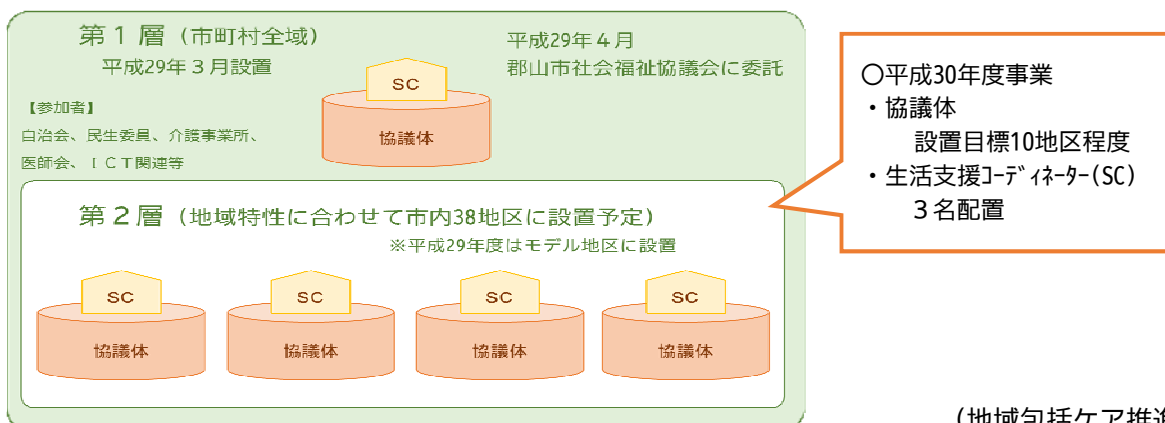 第１層（市町村全域）
平成29年３月設置
平成29年４月
郡山市社会福祉協議会に委託
【参加者】
自治会、民生委員、介護事業所、
医師会、ＩＣＴ関連等
SC
協議体
第２層（地域特性に合わせて市内38地区に設置予定）
※平成29年度はモデル地区に設置
SC
協議体
SC
協議体
SC
協議体
SC
協議体
〇平成30年度事業
・協議体
設置目標10地区程度
・生活支援ｺｰﾃﾞｨﾈｰﾀｰ(SC)
３名配置
（地域包括ケア推進